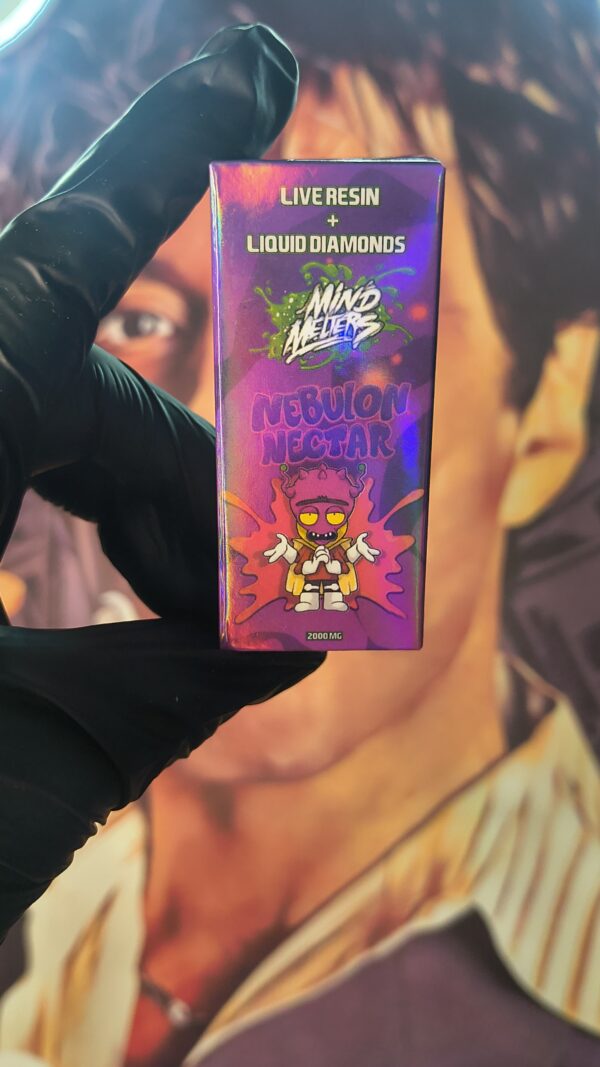 LIVE RESIN
+
LIQUID DIAMONDS
MIND
MELTERS
NEBULON
NECTAR
2000 MG